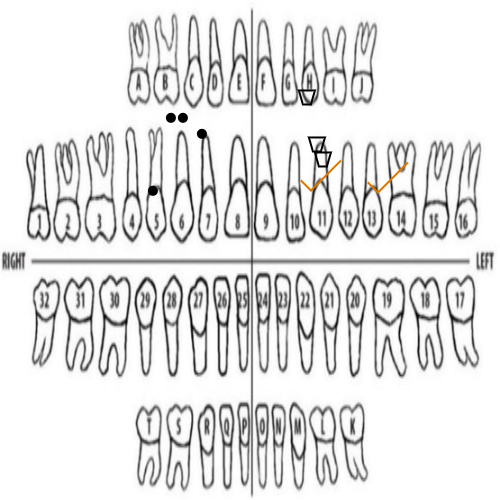 A B C D E F G H I J
1 2 3 4 5 6 7 8 9 10 11 12 13 14 15 16
RIGHT LEFT
32 31 30 29 28 27 26 25 24 23 22 21 20 19 18 17
T S R Q P O N M L K